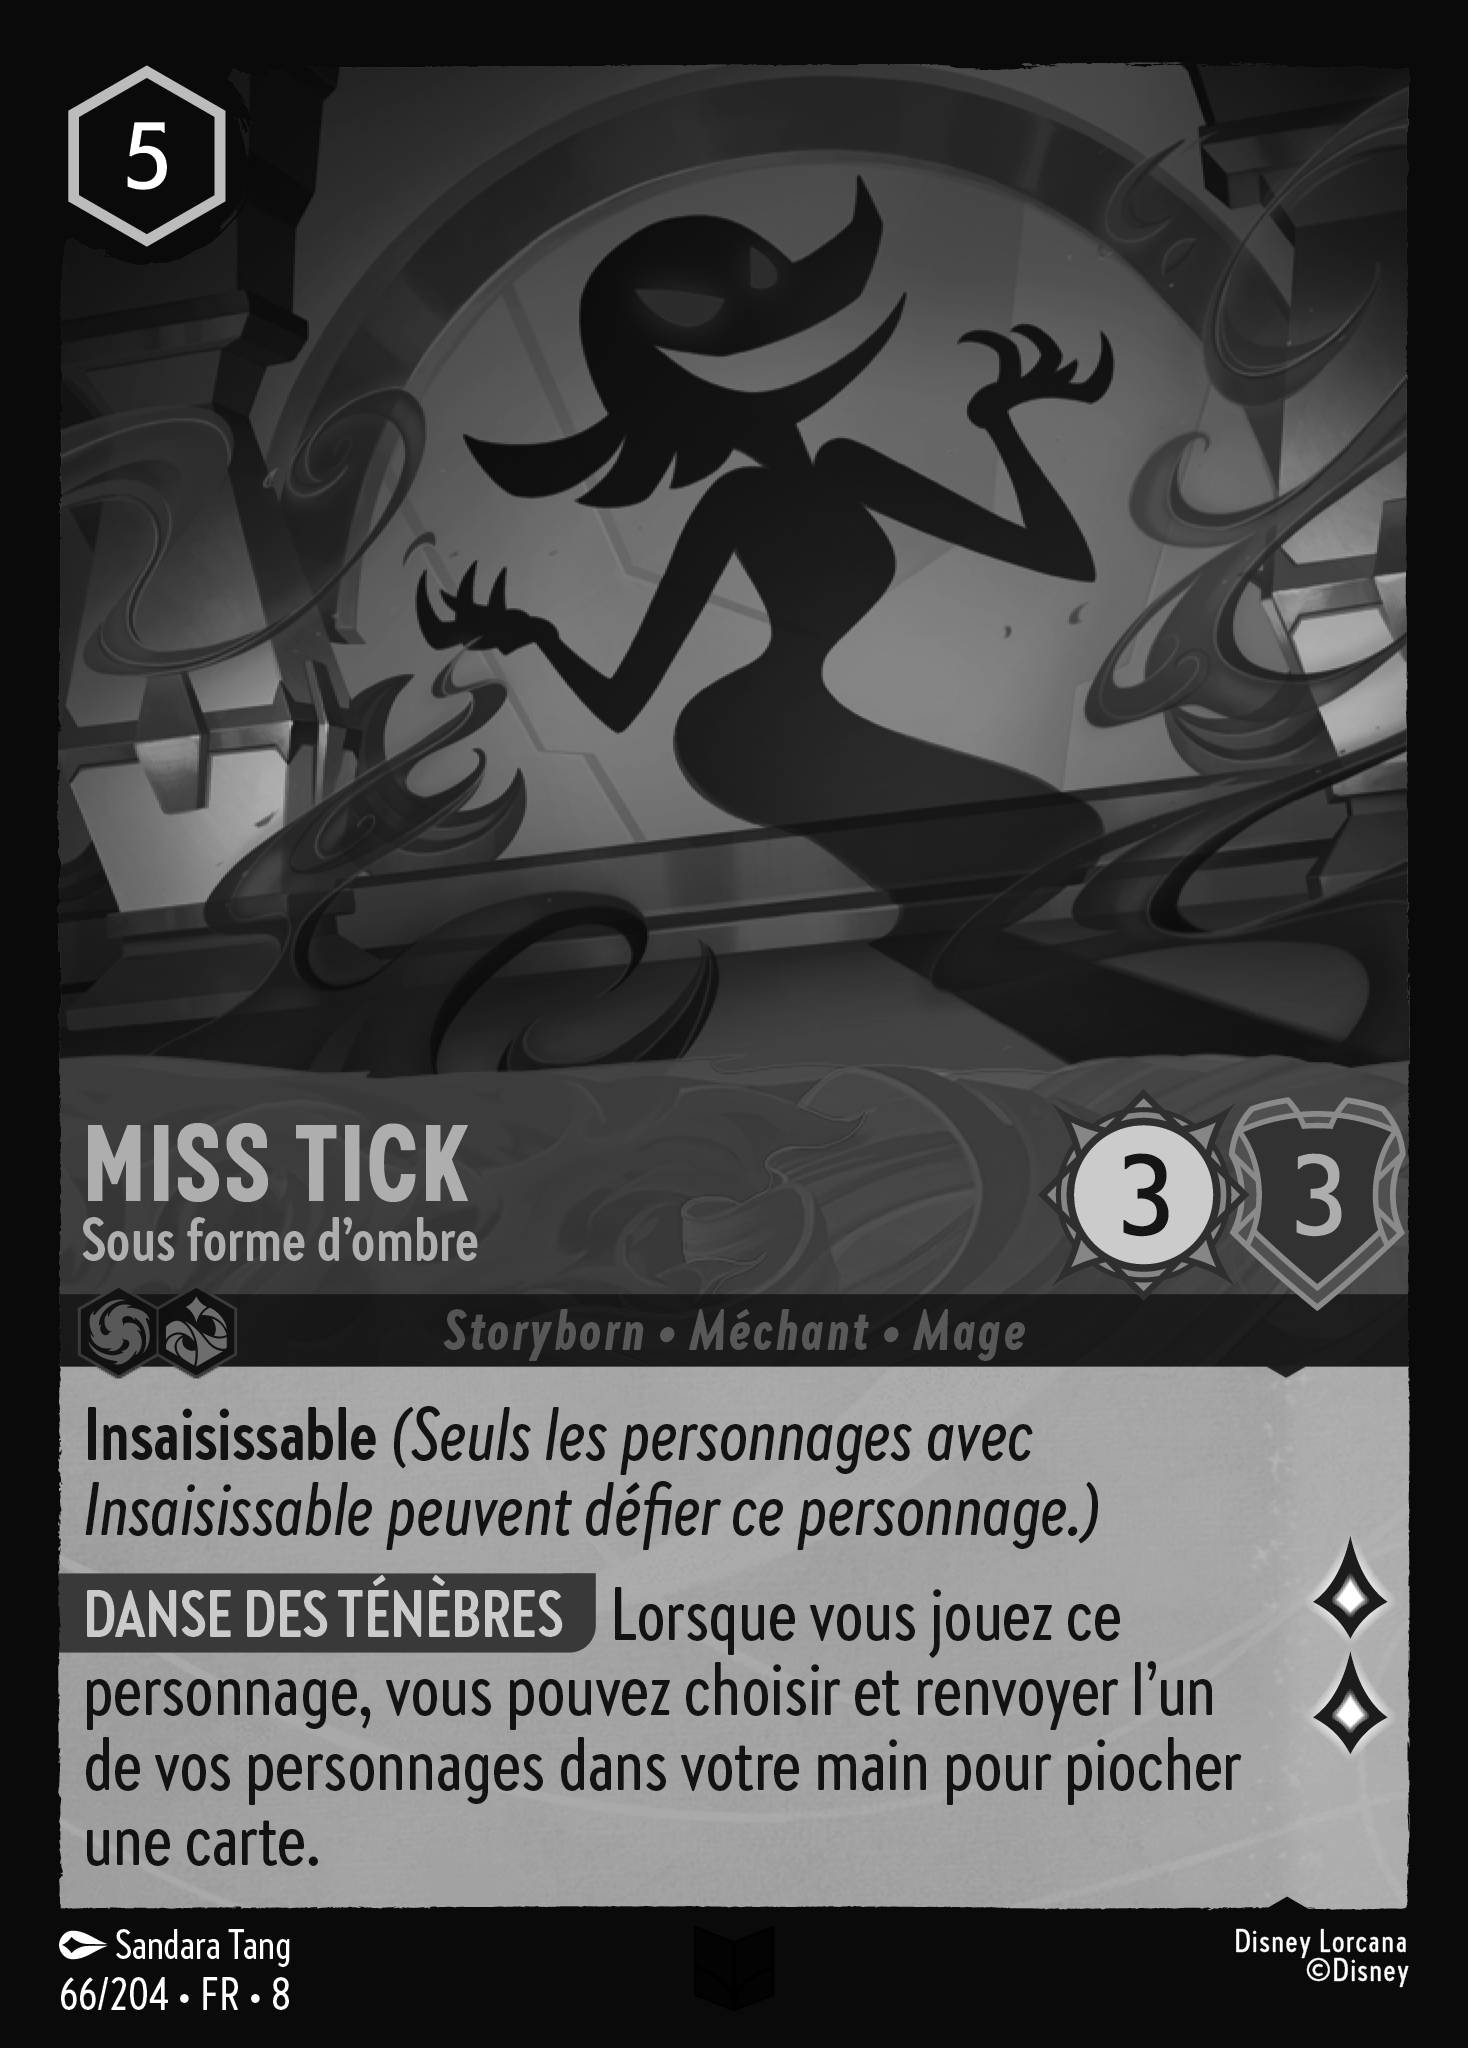 5
MISS TICK
Sous forme d’ombre
3
3
Storyborn • Méchant • Mage
Insaisissable (Seuls les personnages avec
Insaisissable peuvent défier ce personnage.)
DANSE DES TÉNÈBRES Lorsque vous jouez ce
personnage, vous pouvez choisir et renvoyer l’un
de vos personnages dans votre main pour piocher
une carte.
Sandara Tang
66/204 • FR • 8
Disney Lorcana
©Disney